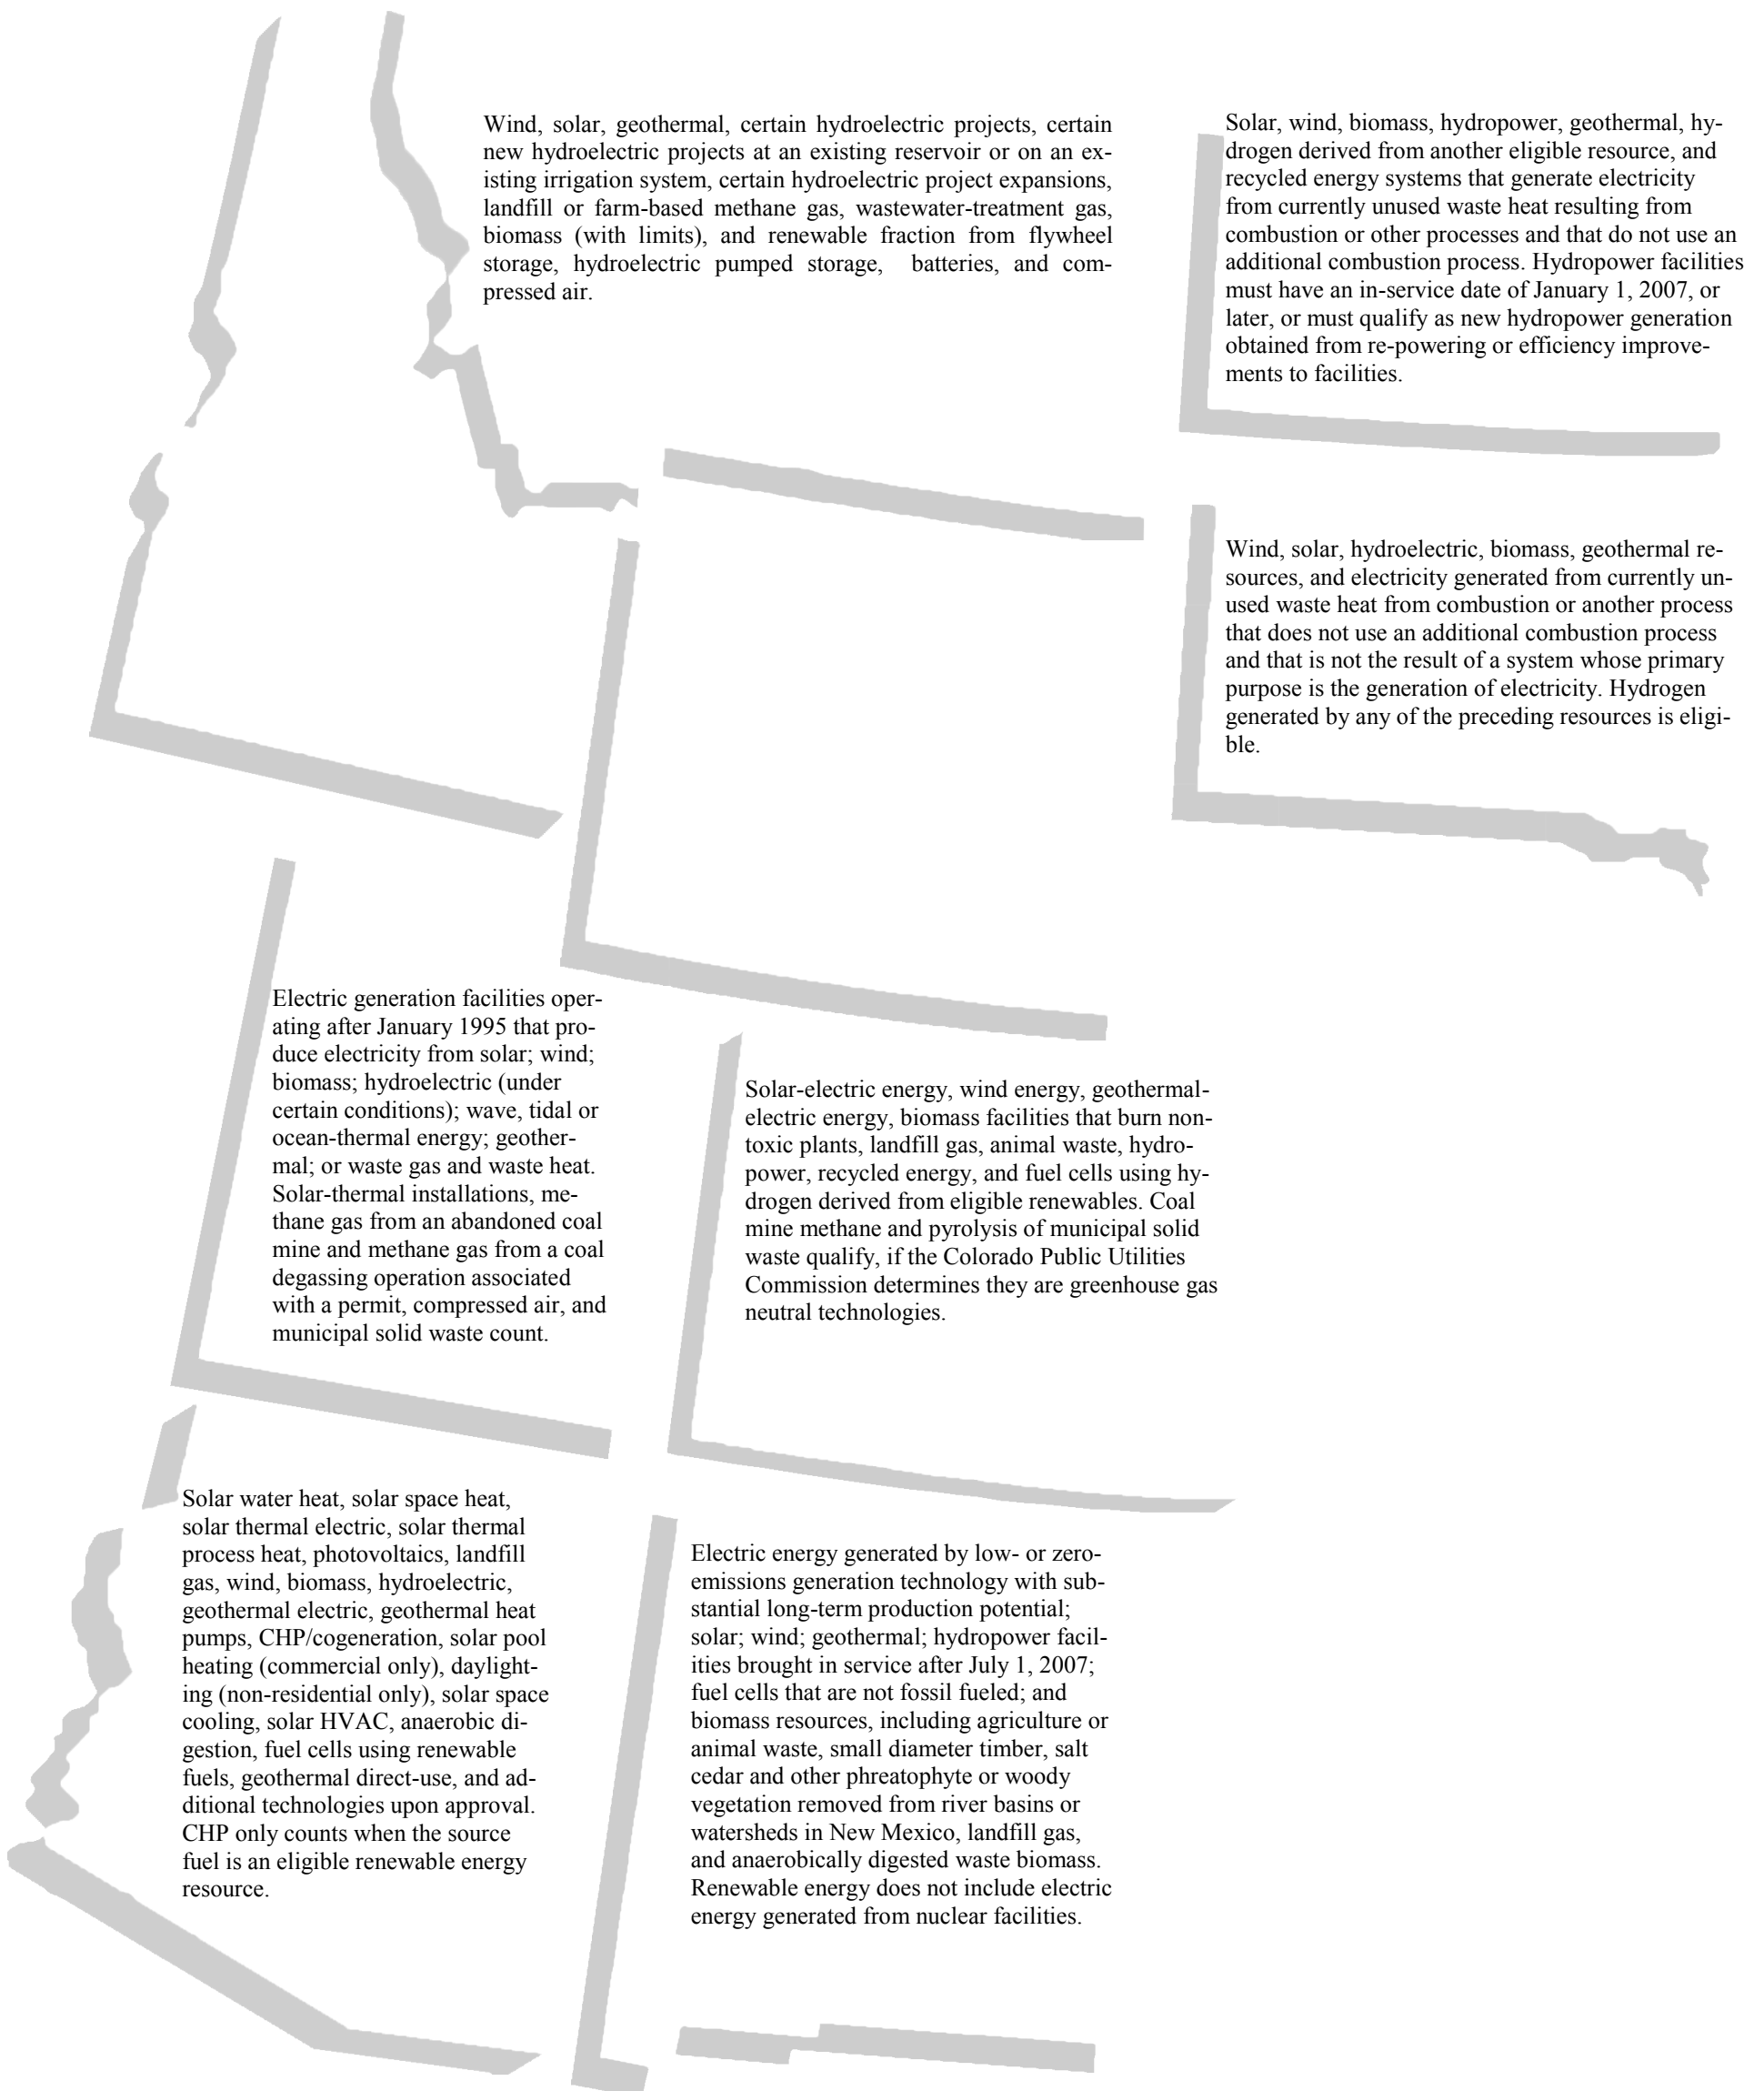 Wind, solar, geothermal, certain hydroelectric projects, certain
new hydroelectric projects at an existing reservoir or on an ex-
isting irrigation system, certain hydroelectric project expansions,
landfill or farm-based methane gas, wastewater-treatment gas,
biomass (with limits), and renewable fraction from flywheel
storage, hydroelectric pumped storage, batteries, and com-
pressed air.
Solar, wind, biomass, hydropower, geothermal, hy-
drogen derived from another eligible resource, and
recycled energy systems that generate electricity
from currently unused waste heat resulting from
combustion or other processes and that do not use an
additional combustion process. Hydropower facilities
must have an in-service date of January 1, 2007, or
later, or must qualify as new hydropower generation
obtained from re-powering or efficiency improve-
ments to facilities.
Wind, solar, hydroelectric, biomass, geothermal re-
sources, and electricity generated from currently un-
used waste heat from combustion or another process
that does not use an additional combustion process
and that is not the result of a system whose primary
purpose is the generation of electricity. Hydrogen
generated by any of the preceding resources is eligi-
ble.
Electric generation facilities oper-
ating after January 1995 that pro-
duce electricity from solar; wind;
biomass; hydroelectric (under
certain conditions); wave, tidal or
ocean-thermal energy; geother-
mal; or waste gas and waste heat.
Solar-thermal installations, me-
thane gas from an abandoned coal
mine and methane gas from a coal
degassing operation associated
with a permit, compressed air, and
municipal solid waste count.
Solar-electric energy, wind energy, geothermal-
electric energy, biomass facilities that burn non-
toxic plants, landfill gas, animal waste, hydro-
power, recycled energy, and fuel cells using hy-
drogen derived from eligible renewables. Coal
mine methane and pyrolysis of municipal solid
waste qualify, if the Colorado Public Utilities
Commission determines they are greenhouse gas
neutral technologies.
Solar water heat, solar space heat,
solar thermal electric, solar thermal
process heat, photovoltaics, landfill
gas, wind, biomass, hydroelectric,
geothermal electric, geothermal heat
pumps, CHP/cogeneration, solar pool
heating (commercial only), daylight-
ing (non-residential only), solar space
cooling, solar HVAC, anaerobic di-
gestion, fuel cells using renewable
fuels, geothermal direct-use, and ad-
ditional technologies upon approval.
CHP only counts when the source
fuel is an eligible renewable energy
resource.
Electric energy generated by low- or zero-
emissions generation technology with sub-
stantial long-term production potential;
solar; wind; geothermal; hydropower facil-
ities brought in service after July 1, 2007;
fuel cells that are not fossil fueled; and
biomass resources, including agriculture or
animal waste, small diameter timber, salt
cedar and other phreatophyte or woody
vegetation removed from river basins or
watersheds in New Mexico, landfill gas,
and anaerobically digested waste biomass.
Renewable energy does not include electric
energy generated from nuclear facilities.